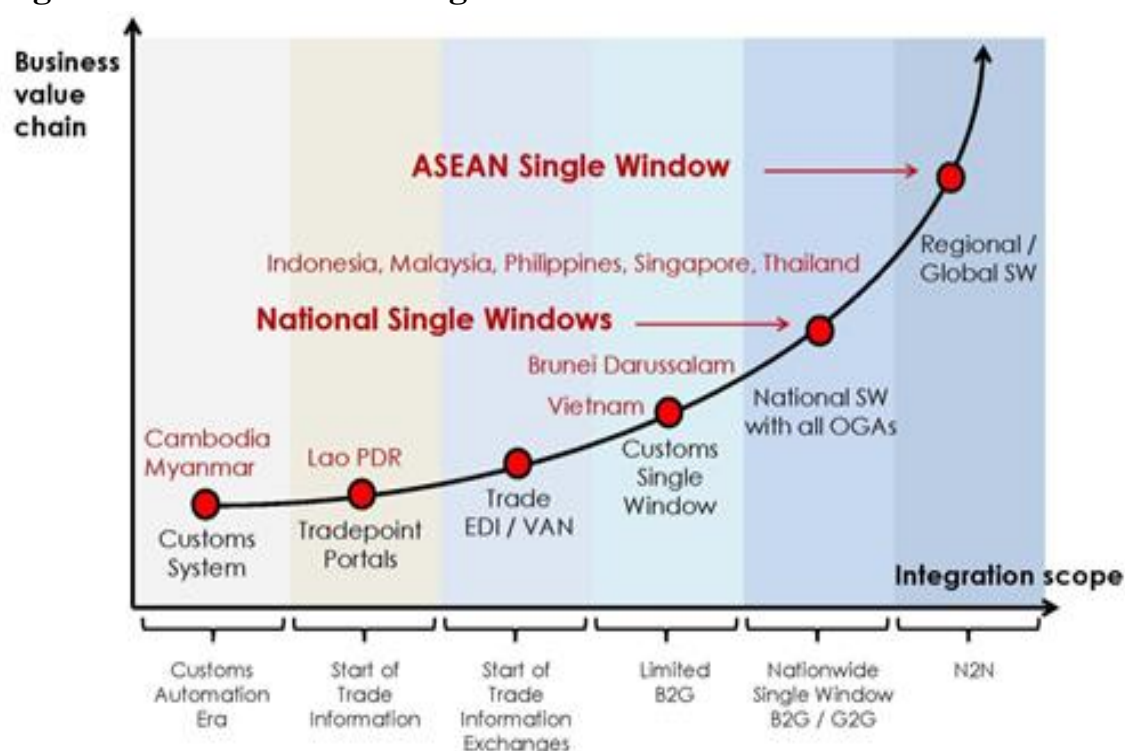 Business
value
chain
ASEAN Single Window
Indonesia, Malaysia, Philippines, Singapore, Thailand
Regional /
Global SW
National Single Windows
Brunei Darussalam
Vietnam
National SW
with all OGAs
Cambodia
Myanmar
Lao PDR
Customs
Single
Window
Trade
EDI / VAN
Tradepoint
Portals
Customs
System
Integration scope
Customs
Automation
Era
Start of
Trade
Information
Start of
Trade
Information
Exchanges
Limited
B2G
Nationwide
Single Window
B2G / G2G
N2N